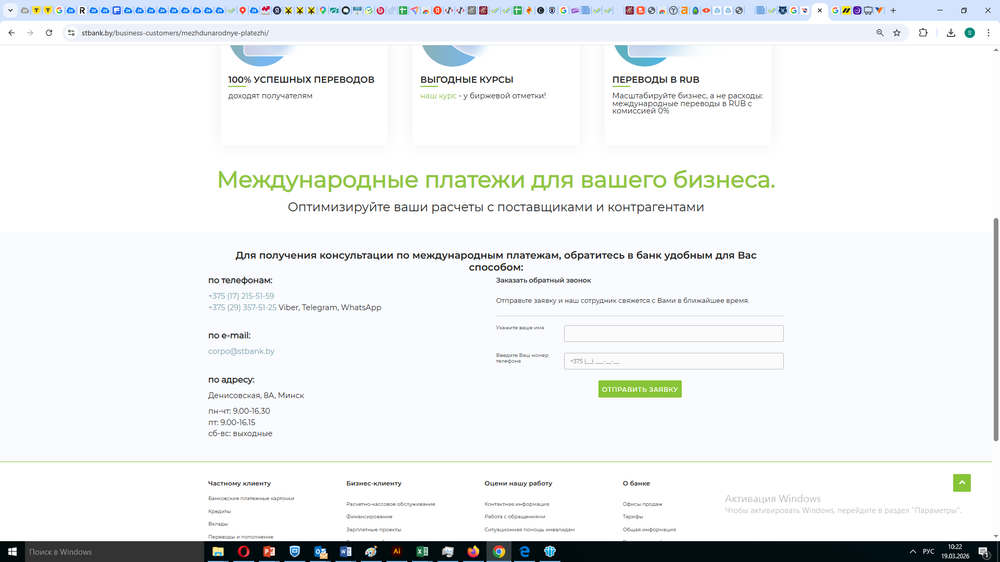 stbank.by/business-customers/mezhdunarodnye-platezhi/
100% УСПЕШНЫХ ПЕРЕВОДОВ
доходят получателям
ВЫГОДНЫЕ КУРСЫ
наш курс - у биржевой отметки!
ПЕРЕВОДЫ В RUB
Масштабируйте бизнес, а не расходы:
международные переводы в RUB с
комиссией 0%
Международные платежи для вашего бизнеса.
Оптимизируйте ваши расчеты с поставщиками и контрагентами
Для получения консультации по международным платежам, обратитесь в банк удобным для Вас
способом:
по телефонам:
+375 (17) 215-51-59
+375 (29) 357-51-25 Viber, Telegram, WhatsApp
по e-mail:
corpo@stbank.by
по адресу:
Денисовская, 8А, Минск
пн-чт: 9.00-16.30
пт: 9.00-16.15
сб-вс: выходные
Заказать обратный звонок
Отправьте заявку и наш сотрудник свяжется с Вами в ближайшее время.
Укажите ваше имя
Введите Ваш номер
телефона
+375 (__) ___-__-__
ОТПРАВИТЬ ЗАЯВКУ
Частному клиенту
Банковские платежные карточки
Кредиты
Вклады
Переводы и пополнение
Бизнес-клиенту
Расчетно-кассовое обслуживание
Финансирование
Зарплатные проекты
Оцени нашу работу
Контактная информация
Работа с обращениями
Ситуационная помощь инвалидам
О банке
Офисы продаж
Тарифы
Общая информация
Активация Windows
Чтобы активировать Windows, перейдите в раздел "Параметры".
Поиск в Windows
РУС
10:22
19.03.2026